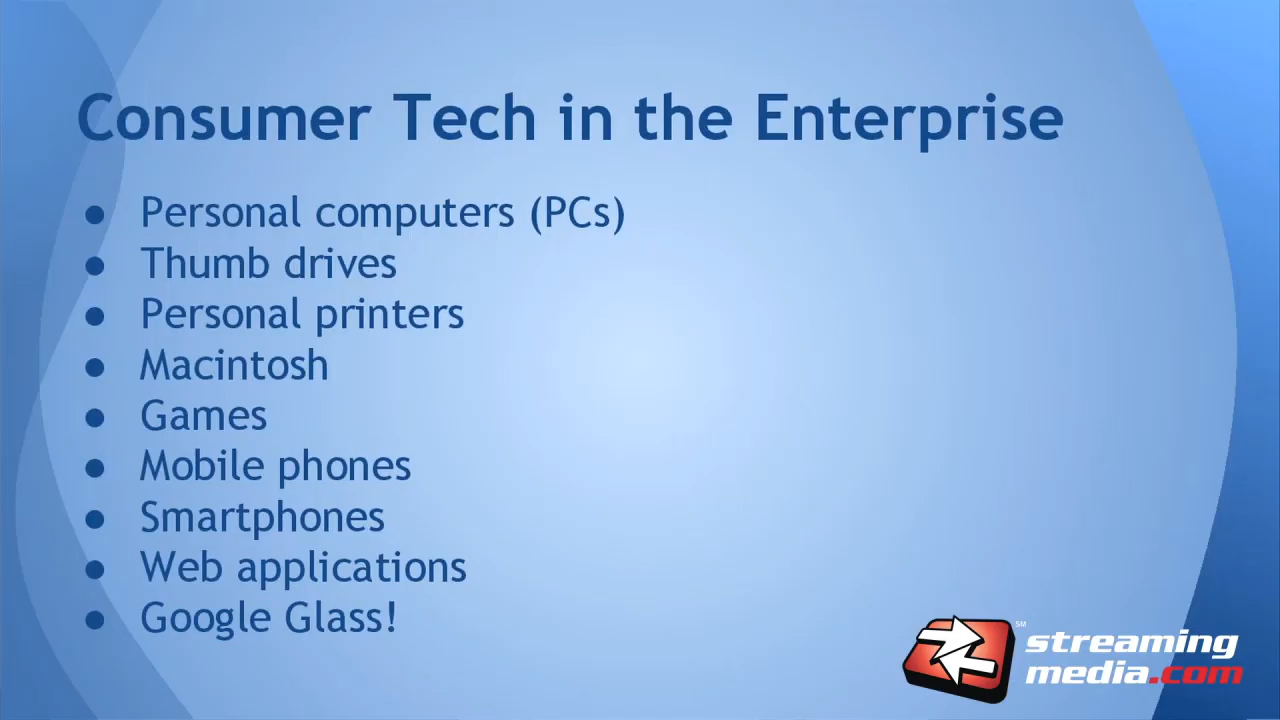 Consumer Tech in the Enterprise
● Personal computers (PCs)
● Thumb drives
● Personal printers
● Macintosh
● Games
● Mobile phones
● Smartphones
● Web applications
● Google Glass!
SM
streaming
media.com